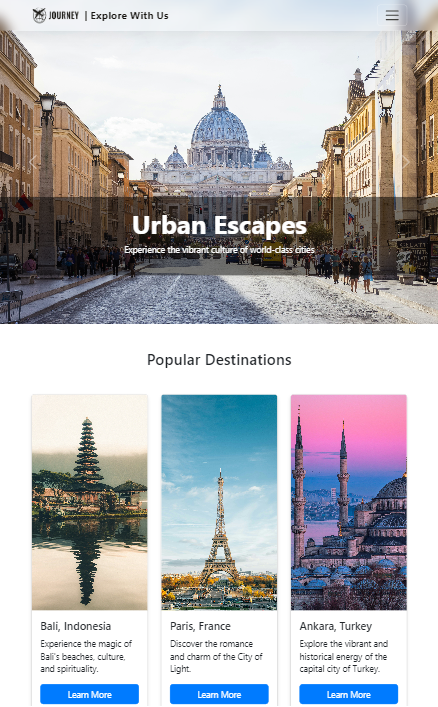 JOURNEY | Explore With Us
Urban Escapes
Experience the vibrant culture of world-class cities
Popular Destinations
Bali, Indonesia
Experience the magic of
Bali's beaches, culture,
and spirituality.
Learn More
Paris, France
Discover the romance
and charm of the City of
Light.
Learn More
Ankara, Turkey
Explore the vibrant and
historical energy of the
capital city of Turkey.
Learn More